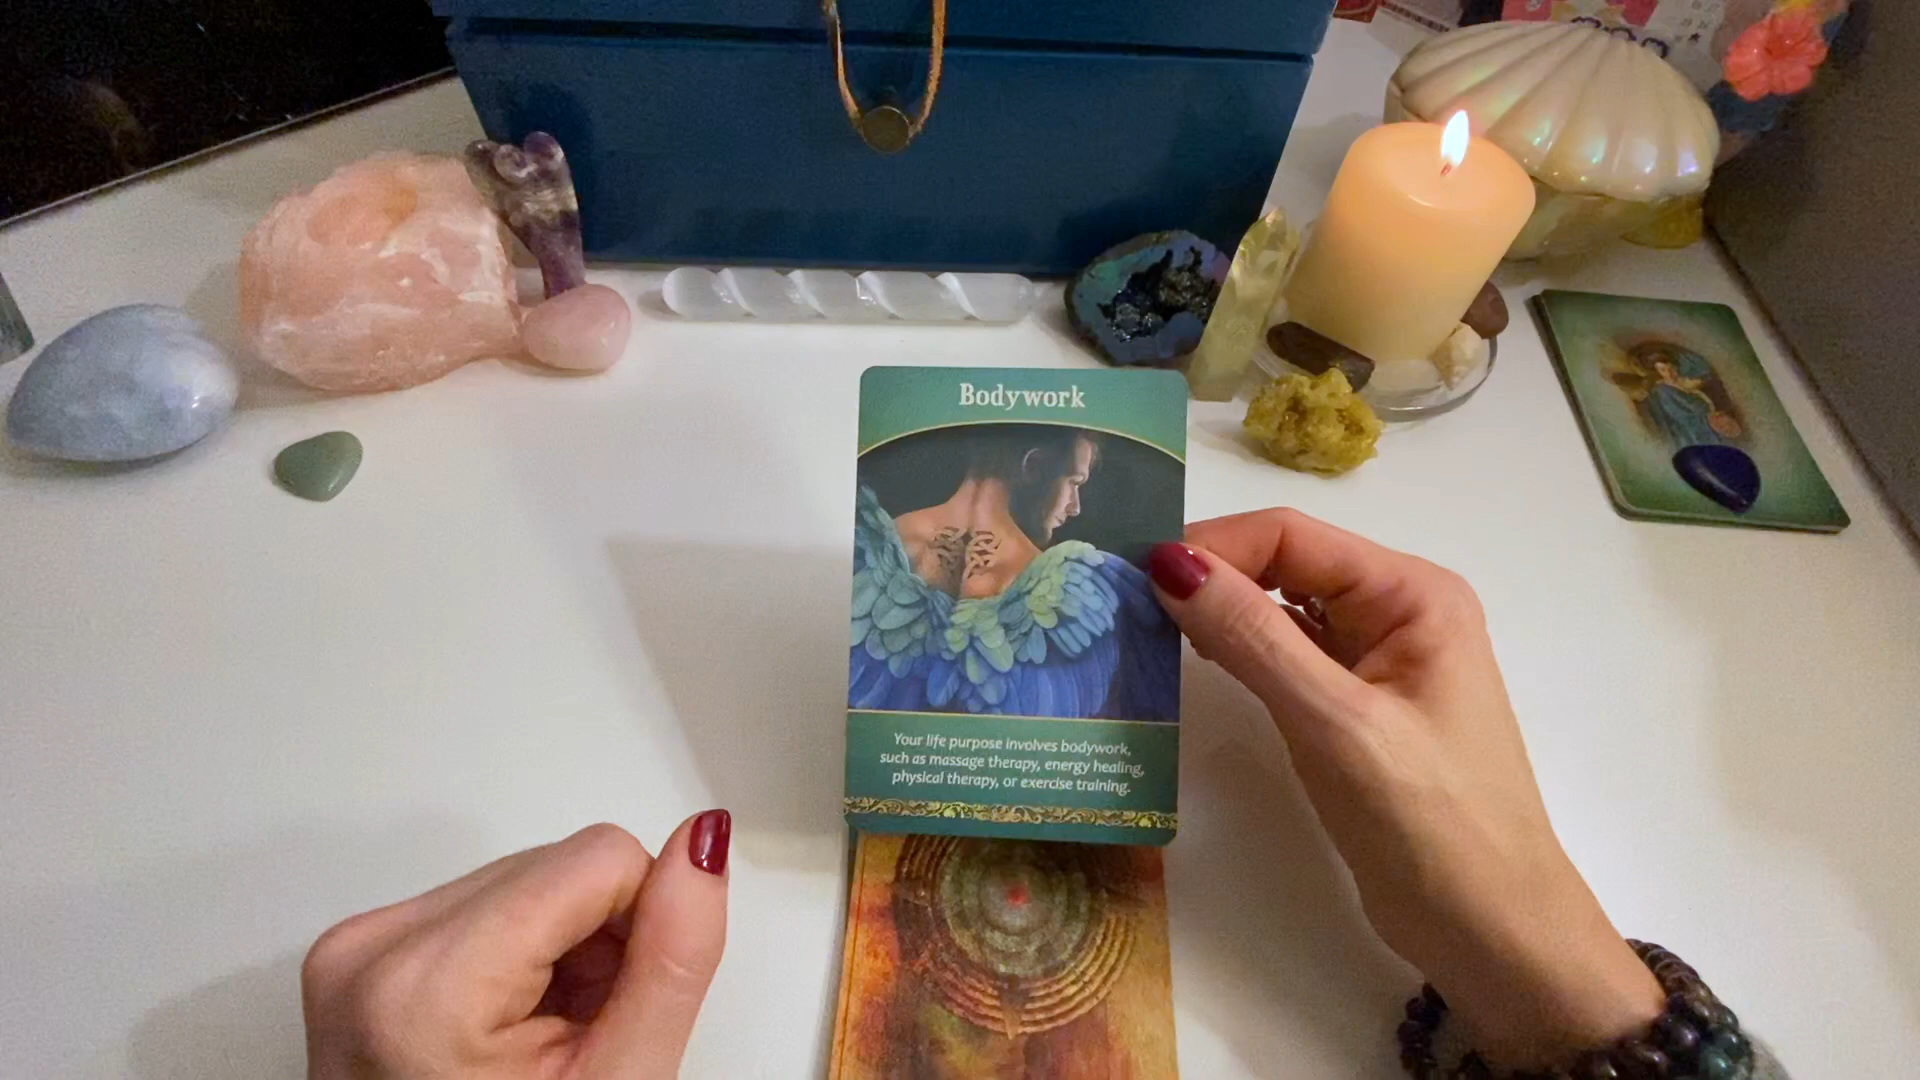 Bodywork
Your life purpose involves bodywork,
such as massage therapy, energy healing,
physical therapy, or exercise training.